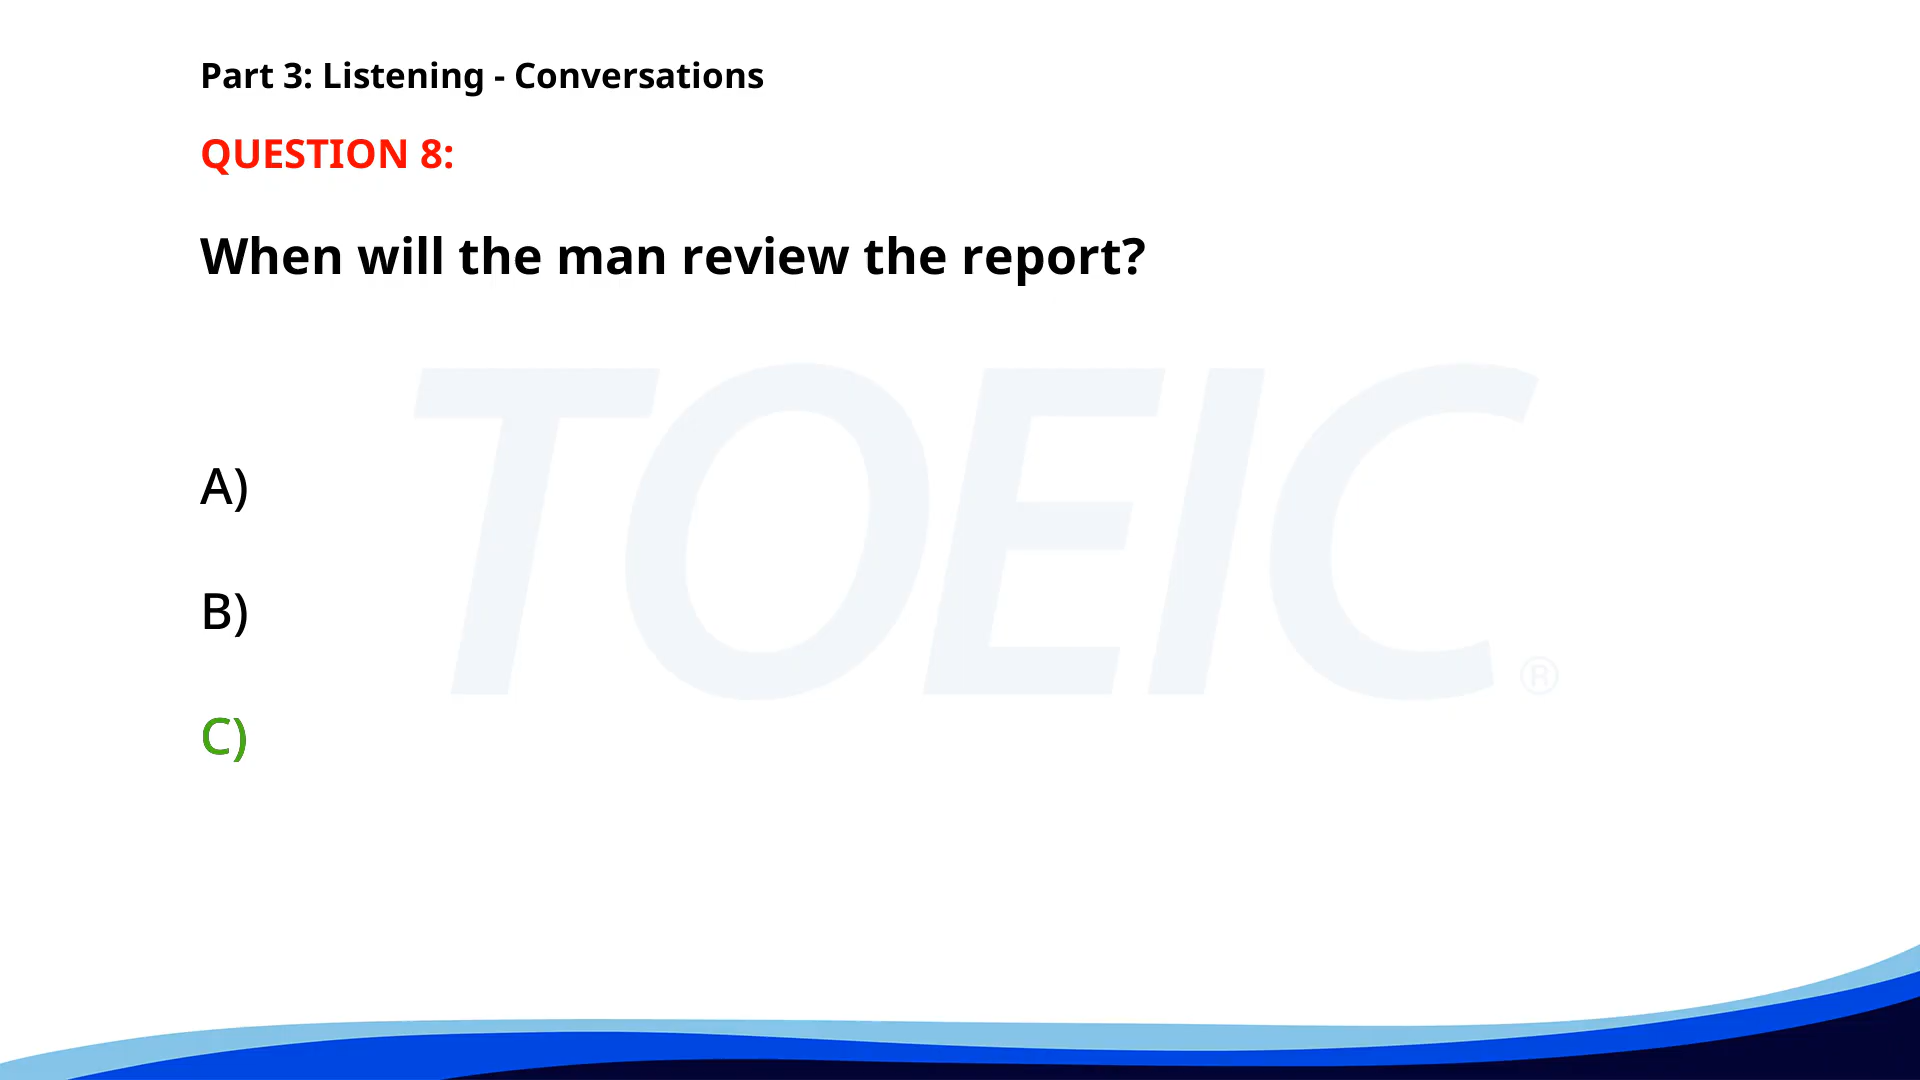 Part 3: Listening - Conversations
QUESTION 8:
When will the man review the report?
TOEIC®
A)
B)
C)